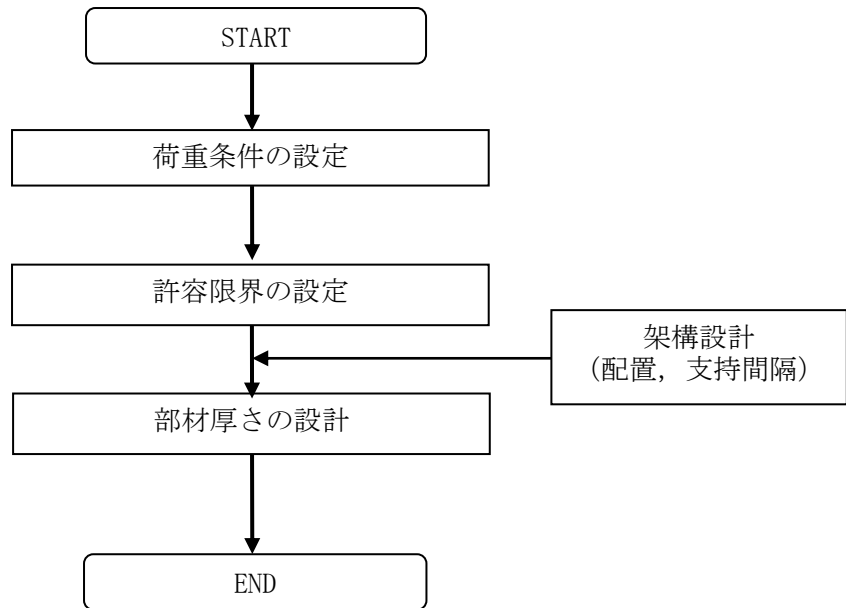 START
荷重条件の設定
許容限界の設定
架構設計
(配置, 支持間隔)
部材厚さの設計
END